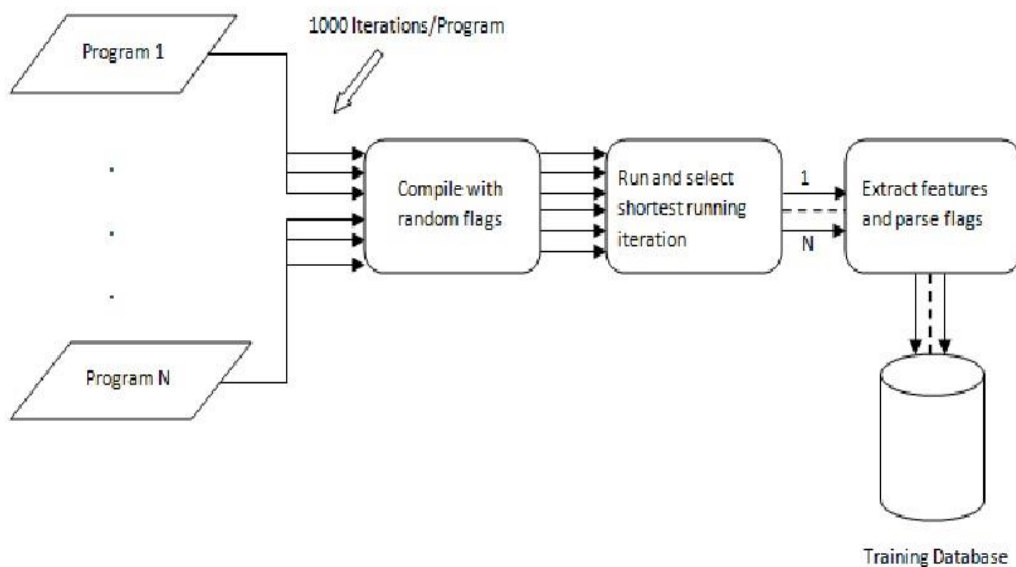 Program 1
1000 Iterations/Program
Compile with
random flags
Run and select
shortest running
iteration
1
N
Extract features
and parse flags
Program N
Training Database